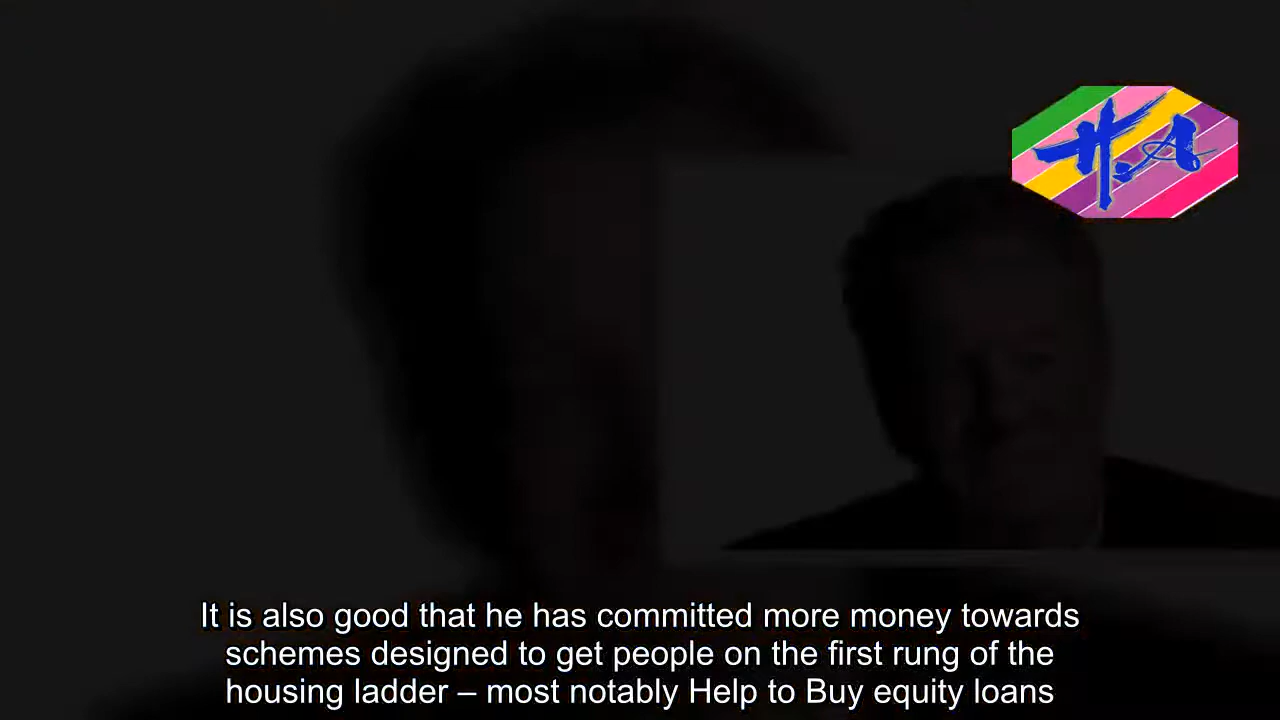 H.A
It is also good that he has committed more money towards
schemes designed to get people on the first rung of the
housing ladder – most notably Help to Buy equity loans